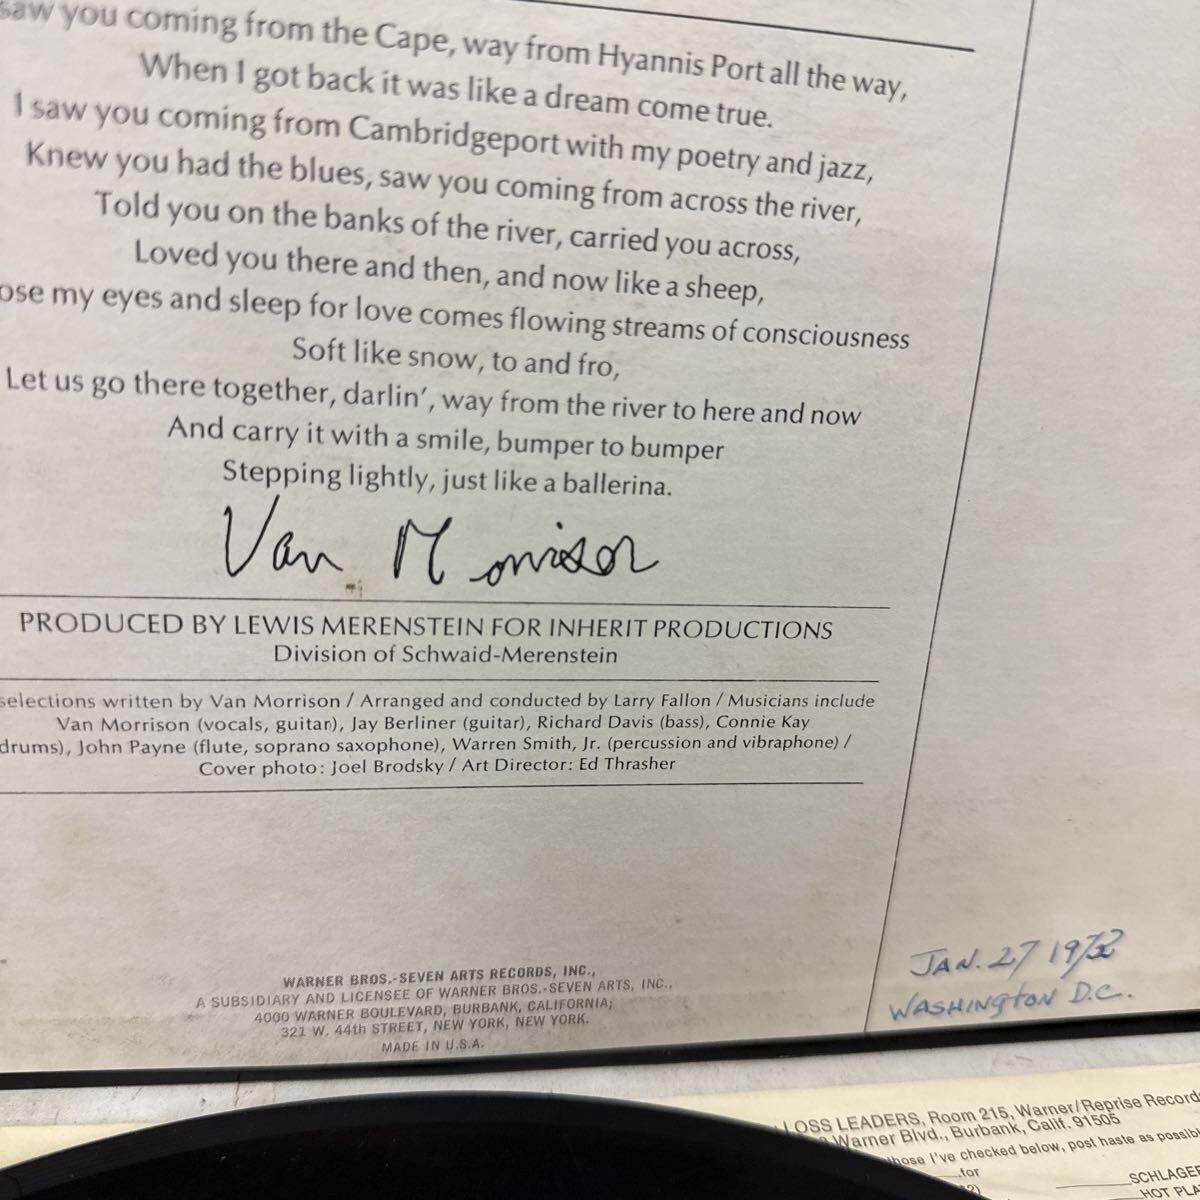 saw you coming from the Cape, way from Hyannis Port all the way,
When I got back it was like a dream come true.
I saw you coming from Cambridgeport with my poetry and jazz,
Knew you had the blues, saw you coming from across the river,
Told you on the banks of the river, carried you across,
Loved you there and then, and now like a sheep,
ose my eyes and sleep for love comes flowing streams of consciousness
Soft like snow, to and fro,
Let us go there together, darlin', way from the river to here and now
And carry it with a smile, bumper to bumper
Stepping lightly, just like a ballerina.
Van Morrison
PRODUCED BY LEWIS MERENSTEIN FOR INHERIT PRODUCTIONS
Division of Schwaid-Merenstein
selections written by Van Morrison / Arranged and conducted by Larry Fallon / Musicians include
Van Morrison (vocals, guitar), Jay Berliner (guitar), Richard Davis (bass), Connie Kay
drums), John Payne (flute, soprano saxophone), Warren Smith, Jr. (percussion and vibraphone) /
Cover photo: Joel Brodsky / Art Director: Ed Thrasher
WARNER BROS.-SEVEN ARTS RECORDS, INC.,
A SUBSIDIARY AND LICENSEE OF WARNER BROS.-SEVEN ARTS, INC.,
4000 WARNER BOULEVARD, BURBANK, CALIFORNIA;
321 W. 44th STREET, NEW YORK, NEW YORK.
MADE IN U.S.A.
JAN. 27
WASHINGTON D.C.
LOSS LEADERS, Room 215, Warner/Reprise Record
Warner Blvd., Burbank, Calif. 91505
those I've checked below, post haste as possibl
for
SCHLAGER
HOT PLA